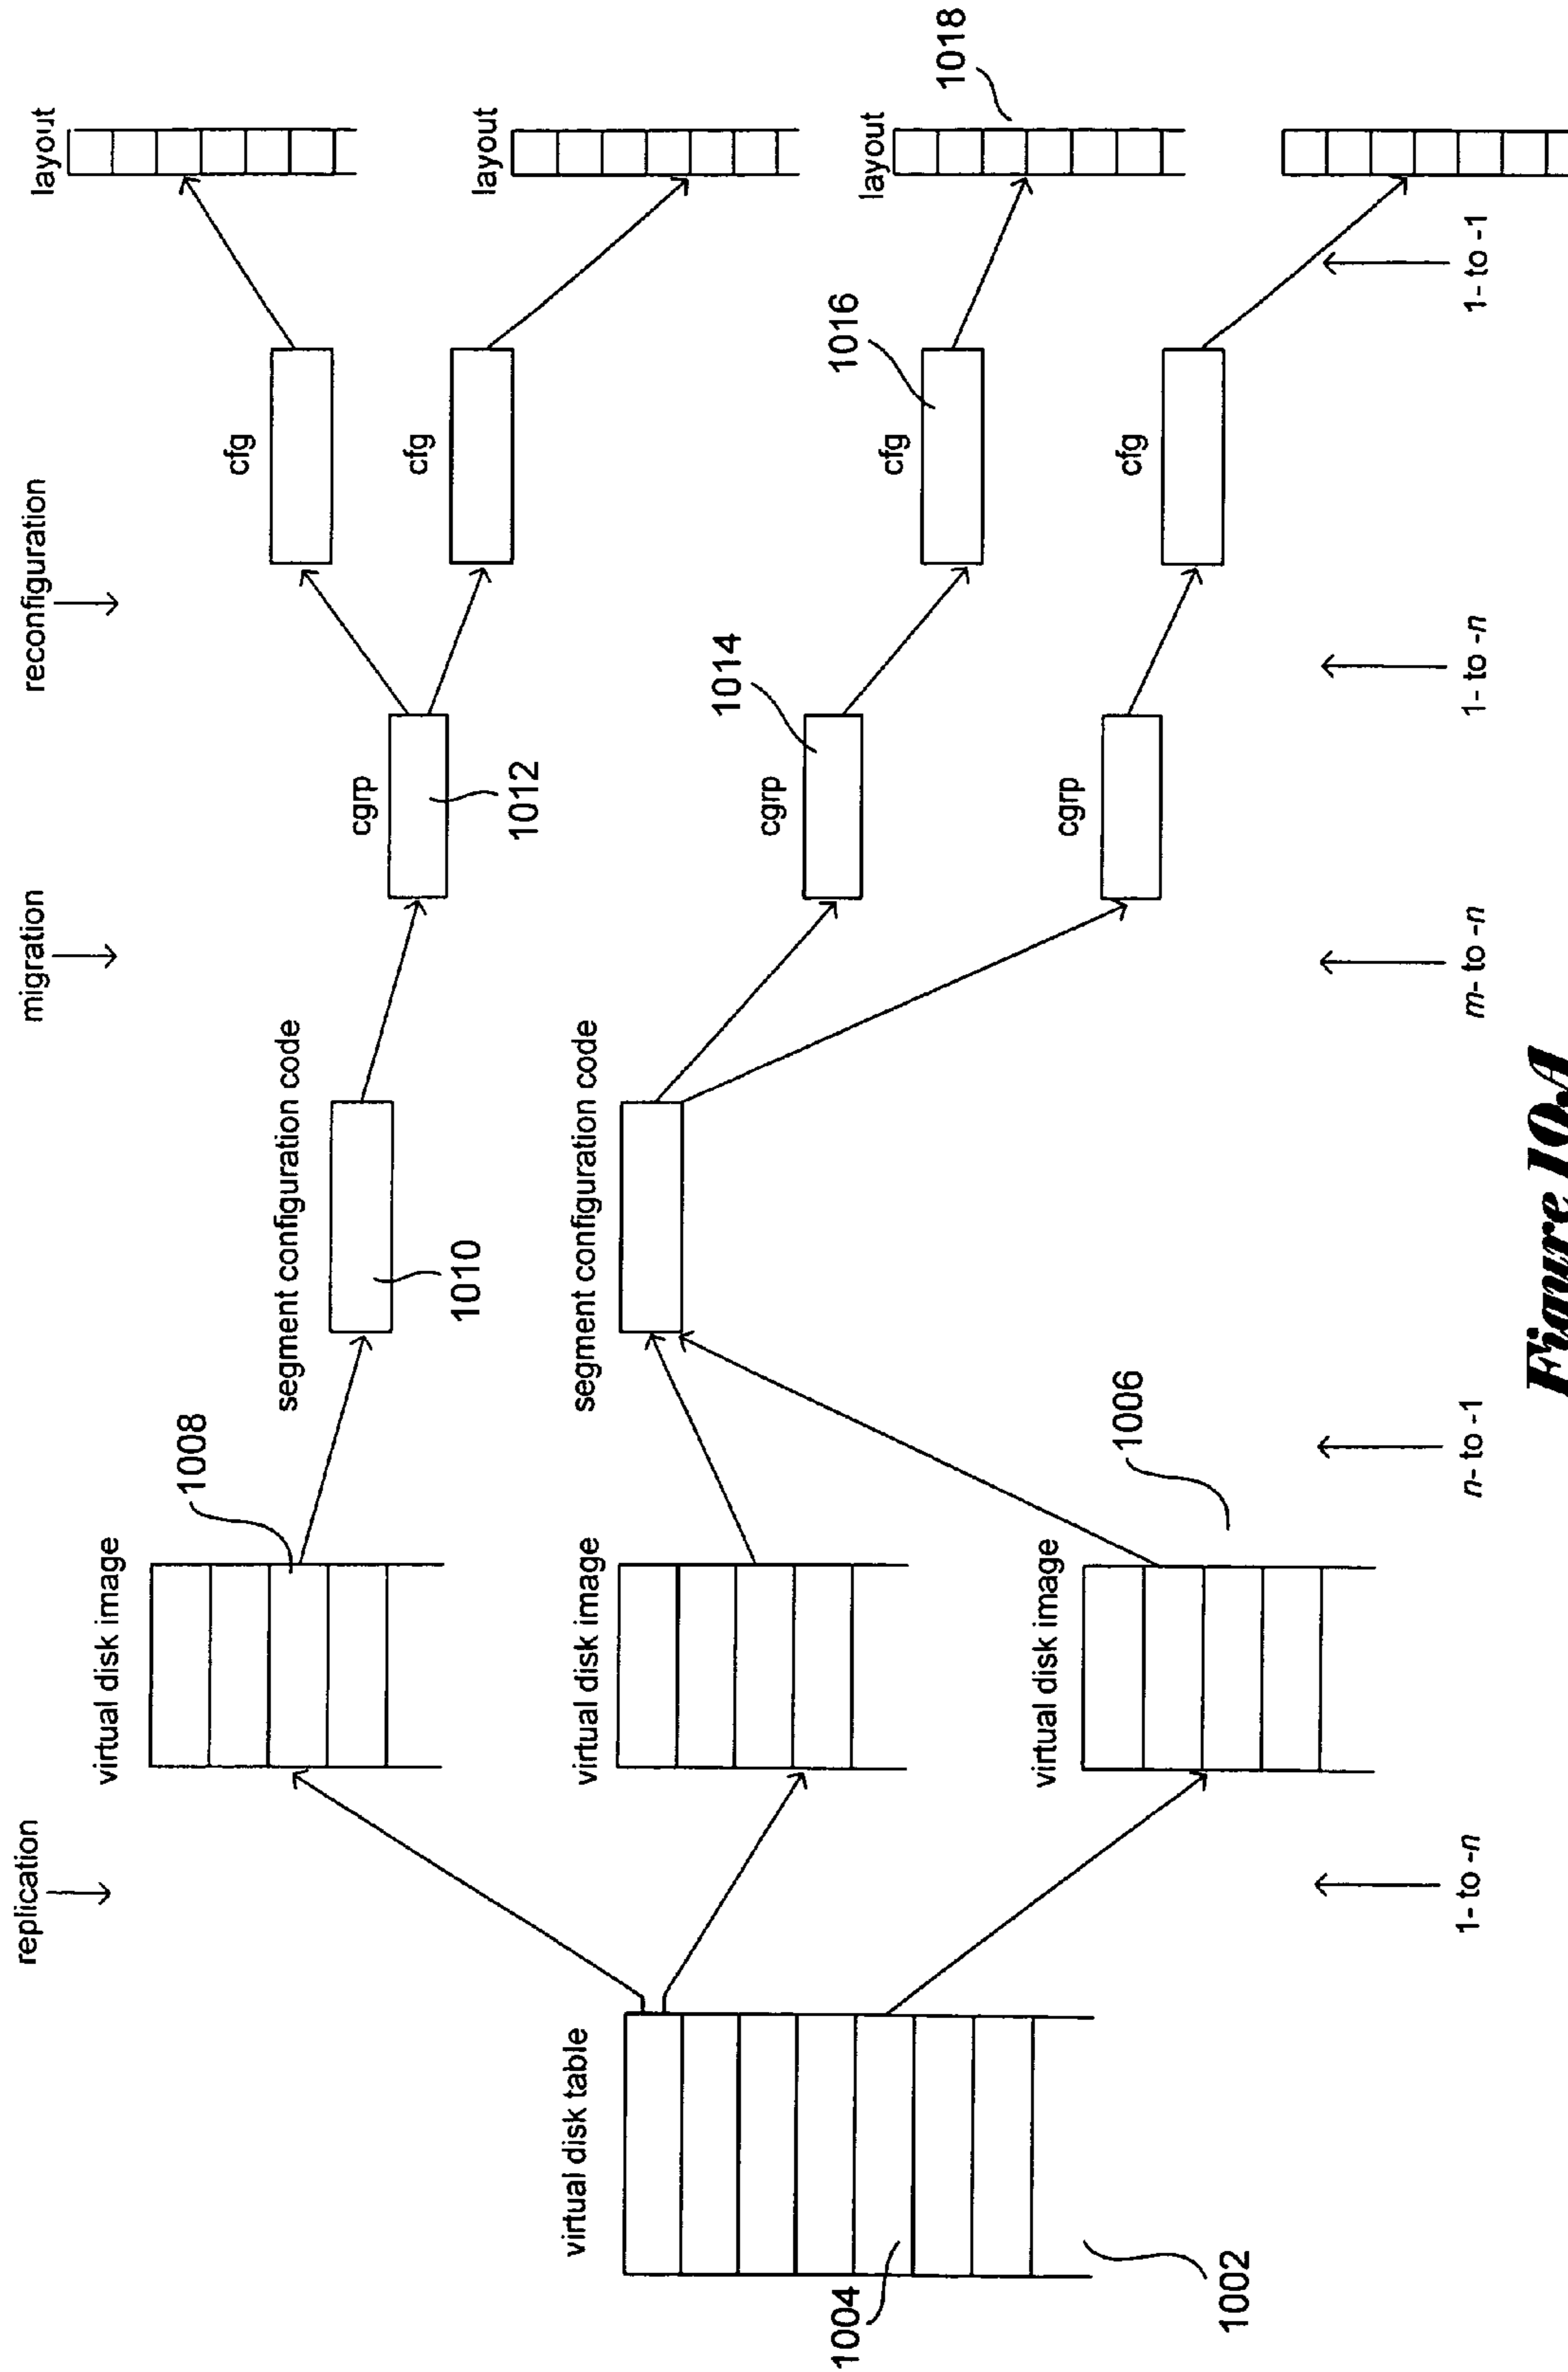 replication
migration
reconfiguration
virtual disk table
1004
1002
virtual disk image
1008
virtual disk image
virtual disk image
1006
segment configuration code
1010
segment configuration code
cgrp
1012
cgrp
1014
cgrp
cfg
cfg
cfg
1016
cfg
layout
layout
layout
1018
1- to -n
n- to -1
m- to -n
1- to -n
1- to -1
Figure 10A